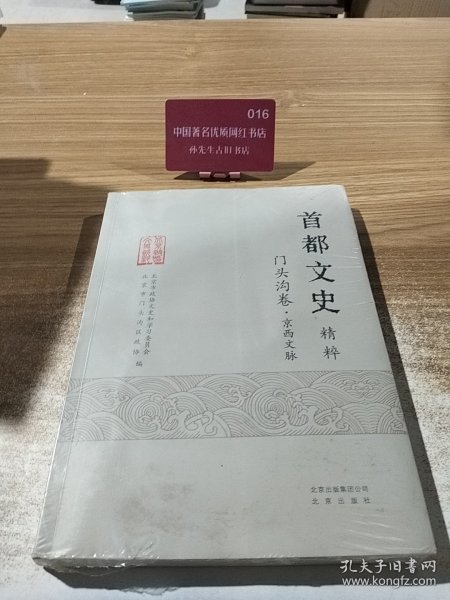 016
中国著名优质网红书店
孙先生古旧书店
首都文史
精粹
门头沟卷·京西文脉
北京市政协文史和学习委员会
北京市门头沟区政协 编
北京出版集团公司
北京出版社
孔夫子旧书网
www.kongfz.com